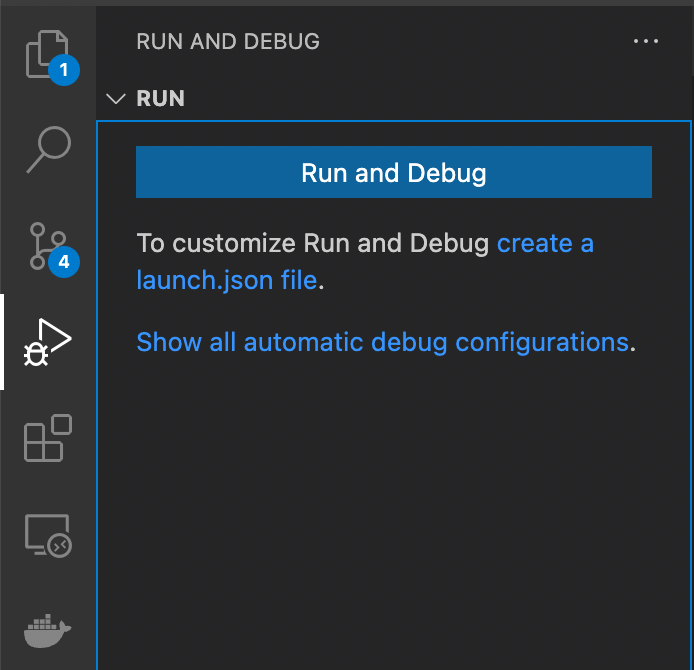 RUN AND DEBUG
RUN
1
4
Run and Debug
To customize Run and Debug create a
launch.json file.
Show all automatic debug configurations.